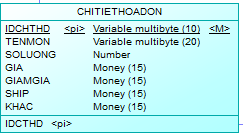 CHITIETHOADON
IDCHTHD <pi> Variable multibyte (10) <M>
TENMON Variable multibyte (20)
SOLUONG Number
GIA Money (15)
GIAMGIA Money (15)
SHIP Money (15)
KHAC Money (15)
IDCTHD <pi>